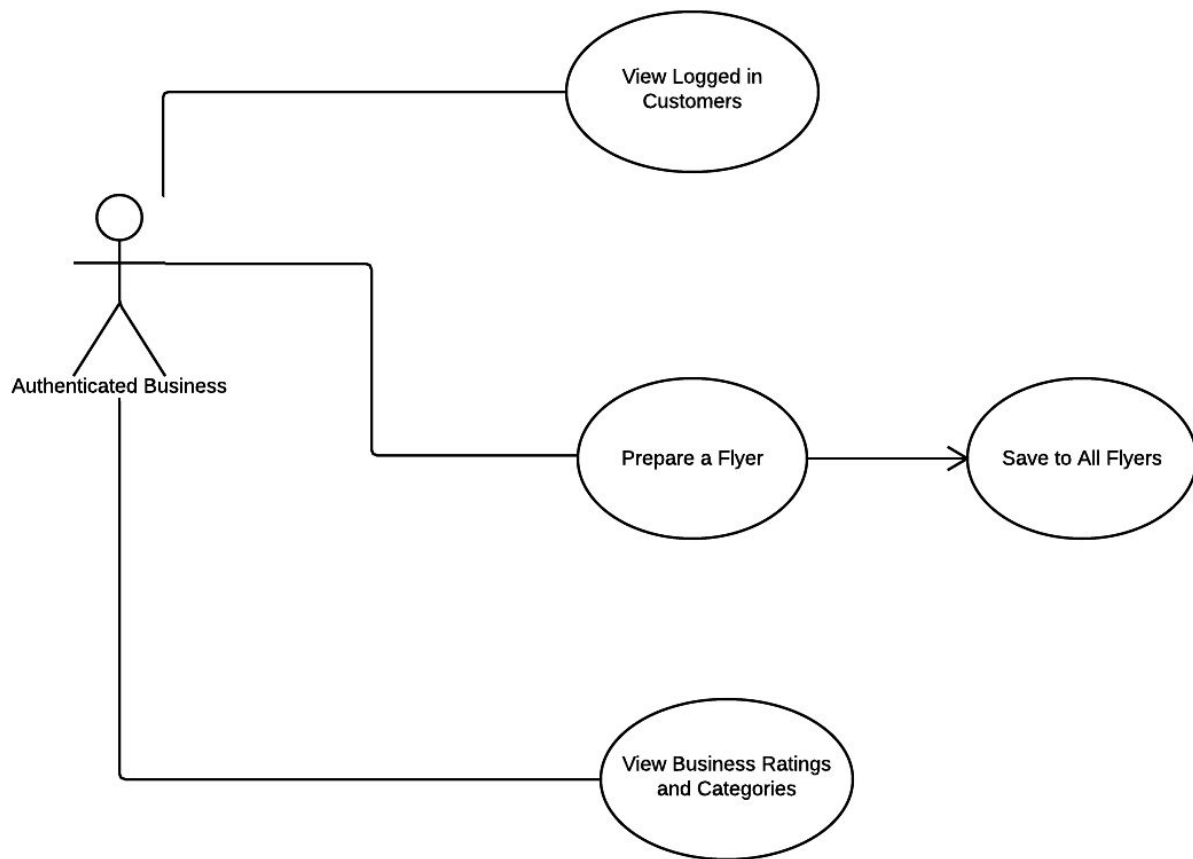 View Logged in
Customers
Authenticated Business
Prepare a Flyer
Save to All Flyers
View Business Ratings
and Categories